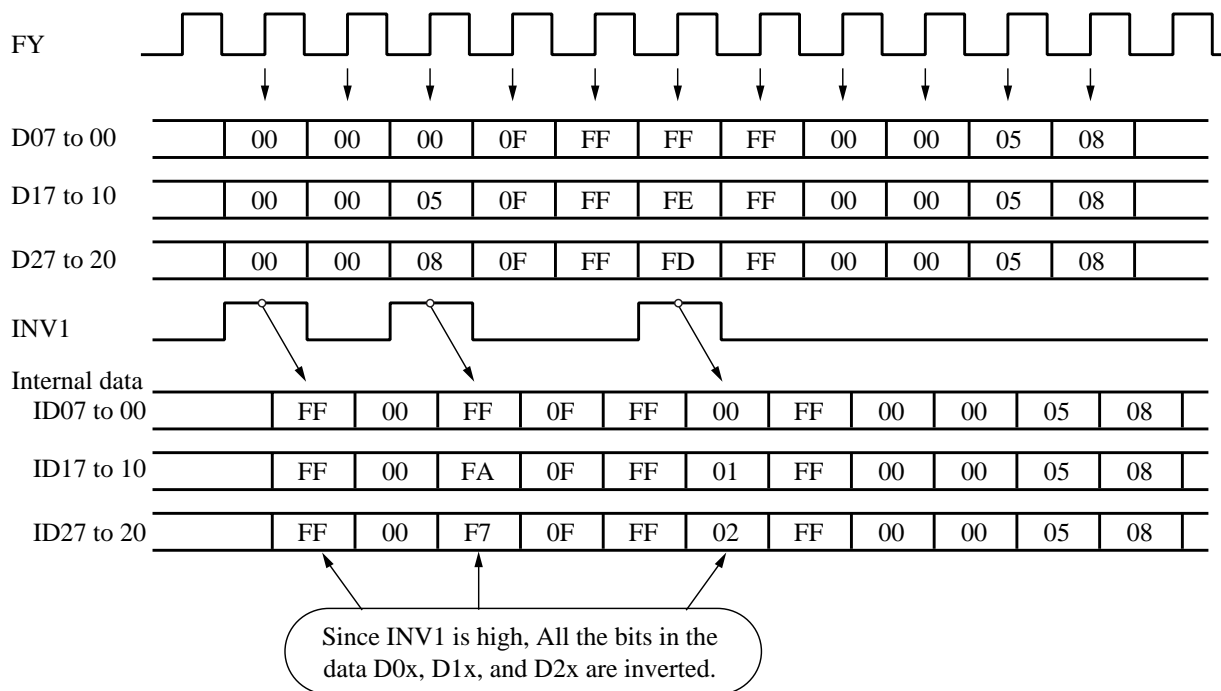 FY
D07 to 00 00 00 00 0F FF FF FF 00 00 05 08
D17 to 10 00 00 05 0F FF FE FF 00 00 05 08
D27 to 20 00 00 08 0F FF FD FF 00 00 05 08
INV1
Internal data
ID07 to 00 FF 00 FF 0F FF 00 FF 00 00 05 08
ID17 to 10 FF 00 FA 0F FF 01 FF 00 00 05 08
ID27 to 20 FF 00 F7 0F FF 02 FF 00 00 05 08
Since INV1 is high, All the bits in the
data D0x, D1x, and D2x are inverted.